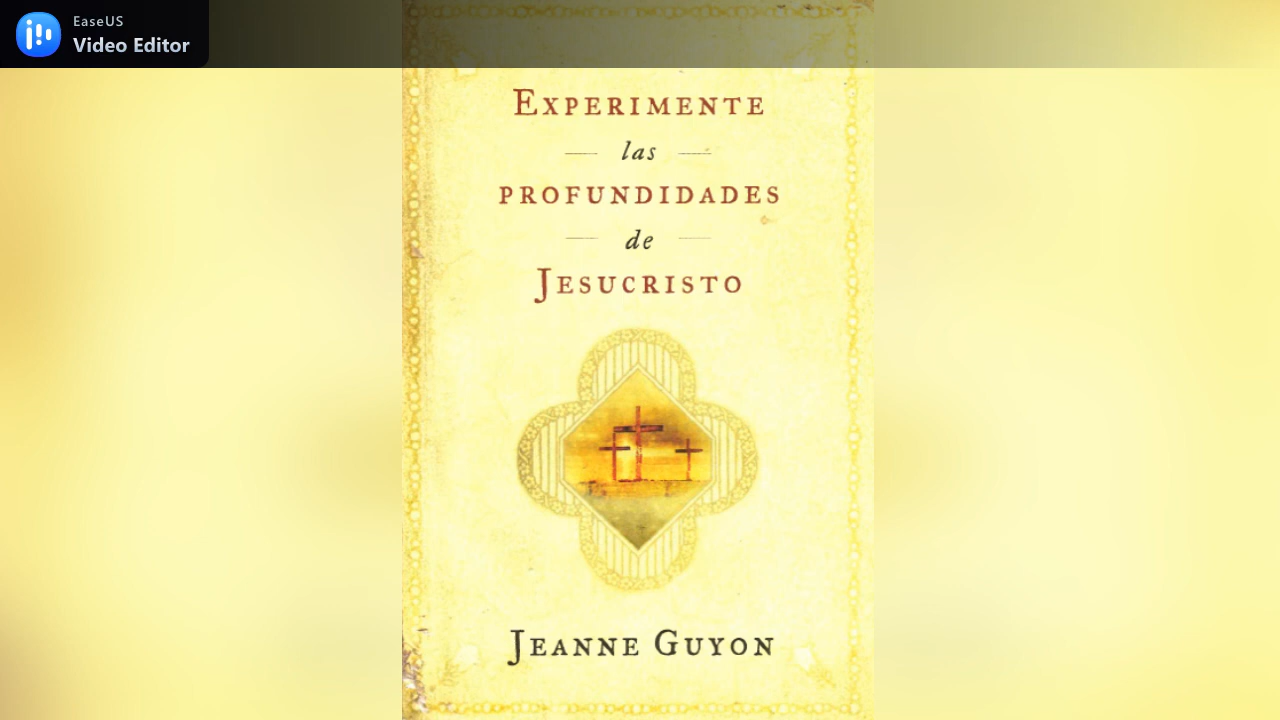 EaseUS
Video Editor
EXPERIMENTE
las
PROFUNDIDADES
de
JESUCRISTO
JEANNE GUYON